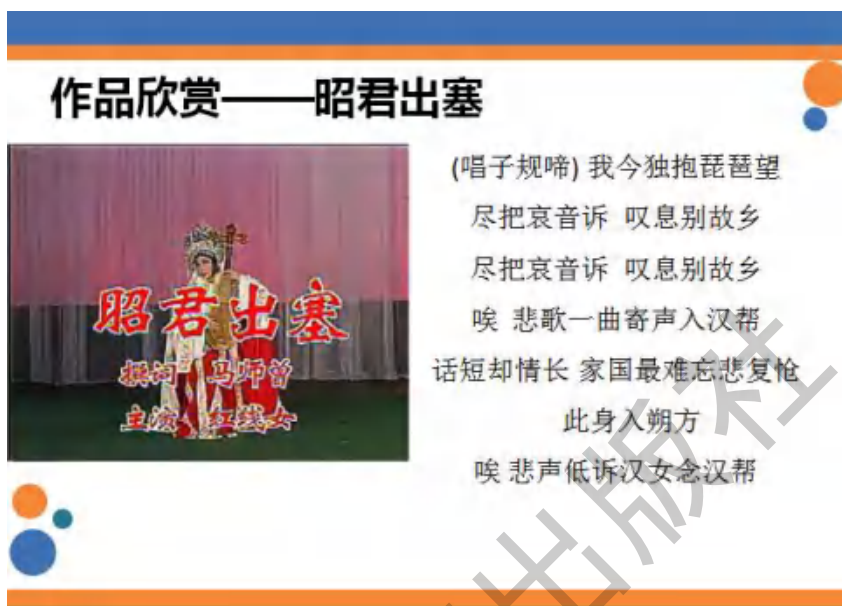 作品欣赏——昭君出塞
昭君出塞
撰词 马师曾
主演 红线女
(唱子规啼) 我今独抱琵琶望
尽把哀音诉 叹息别故乡
尽把哀音诉 叹息别故乡
唉 悲歌一曲寄声入汉帮
话短却情长 家国最难忘悲复怆
此身入朔方
唉 悲声低诉汉女念汉帮
出版社